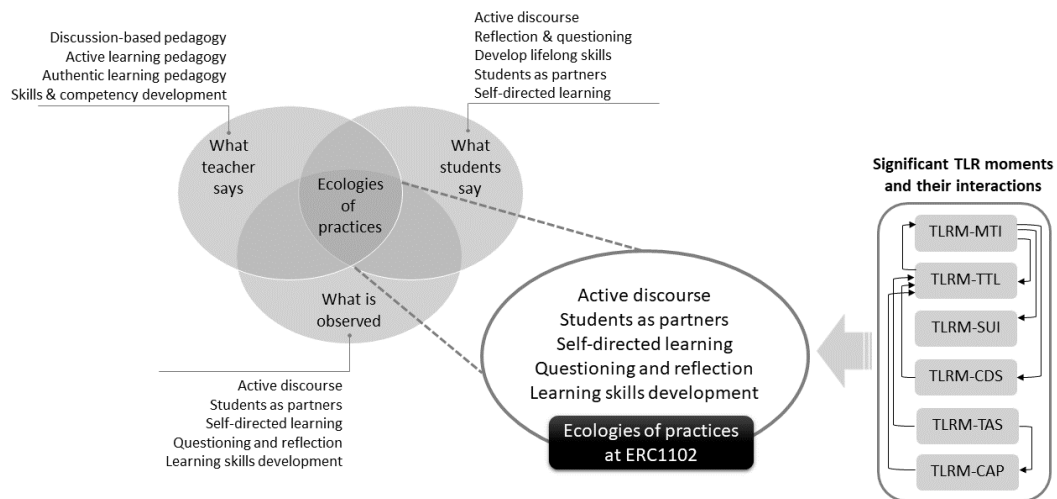 Discussion-based pedagogy
Active learning pedagogy
Authentic learning pedagogy
Skills & competency development
Active discourse
Reflection & questioning
Develop lifelong skills
Students as partners
Self-directed learning
What
teacher
says
What
students
say
Ecologies
of
practices
What is
observed
Active discourse
Students as partners
Self-directed learning
Questioning and reflection
Learning skills development
Active discourse
Students as partners
Self-directed learning
Questioning and reflection
Learning skills development
Ecologies of practices
at ERC1102
Significant TLR moments
and their interactions
TLRM-MTI
TLRM-TTL
TLRM-SUI
TLRM-CDS
TLRM-TAS
TLRM-CAP